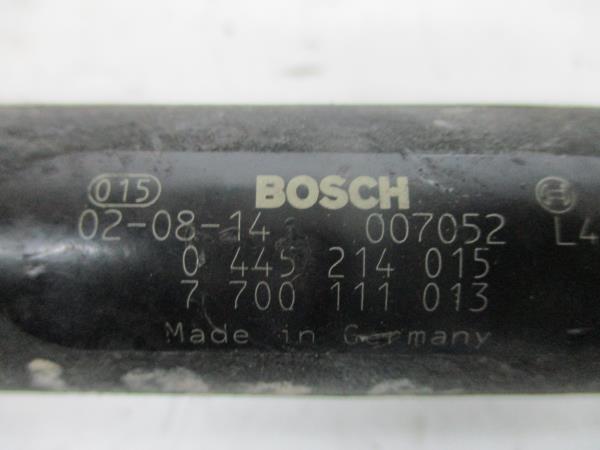 015 BOSCH
02-08-14 007052 L4
0 445 214 015
7 700 111 013
Made in Germany